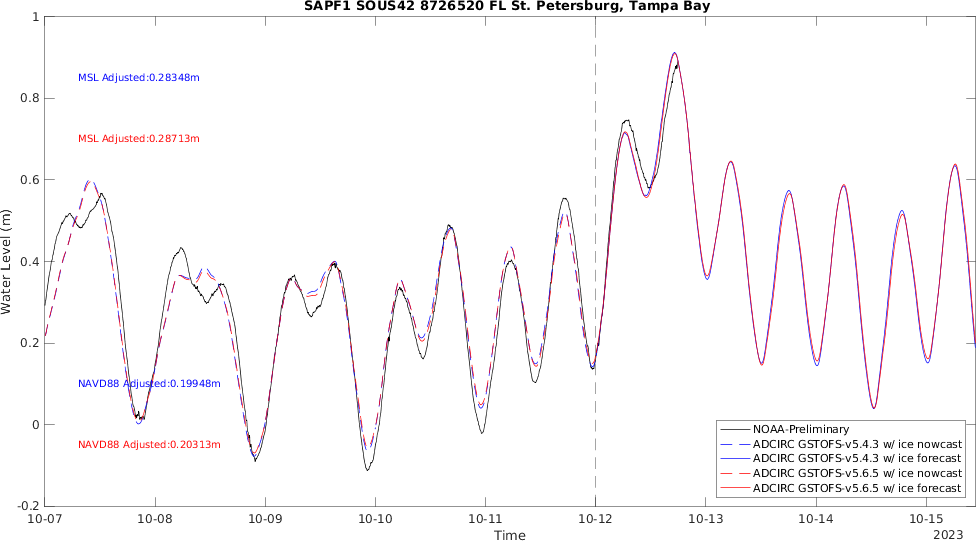 SAPF1 SOUS42 8726520 FL St. Petersburg, Tampa Bay
1
0.8
0.6
0.4
0.2
0
-0.2
Water Level (m)
MSL Adjusted:0.28348m
MSL Adjusted:0.28713m
NAVD88 Adjusted:0.19948m
NAVD88 Adjusted:0.20313m
NOAA-Preliminary
ADCIRC GSTOFS-v5.4.3 w/ ice nowcast
ADCIRC GSTOFS-v5.4.3 w/ ice forecast
ADCIRC GSTOFS-v5.6.5 w/ ice nowcast
ADCIRC GSTOFS-v5.6.5 w/ ice forecast
10-07 10-08 10-09 10-10 10-11 10-12 10-13 10-14 10-15
Time
2023